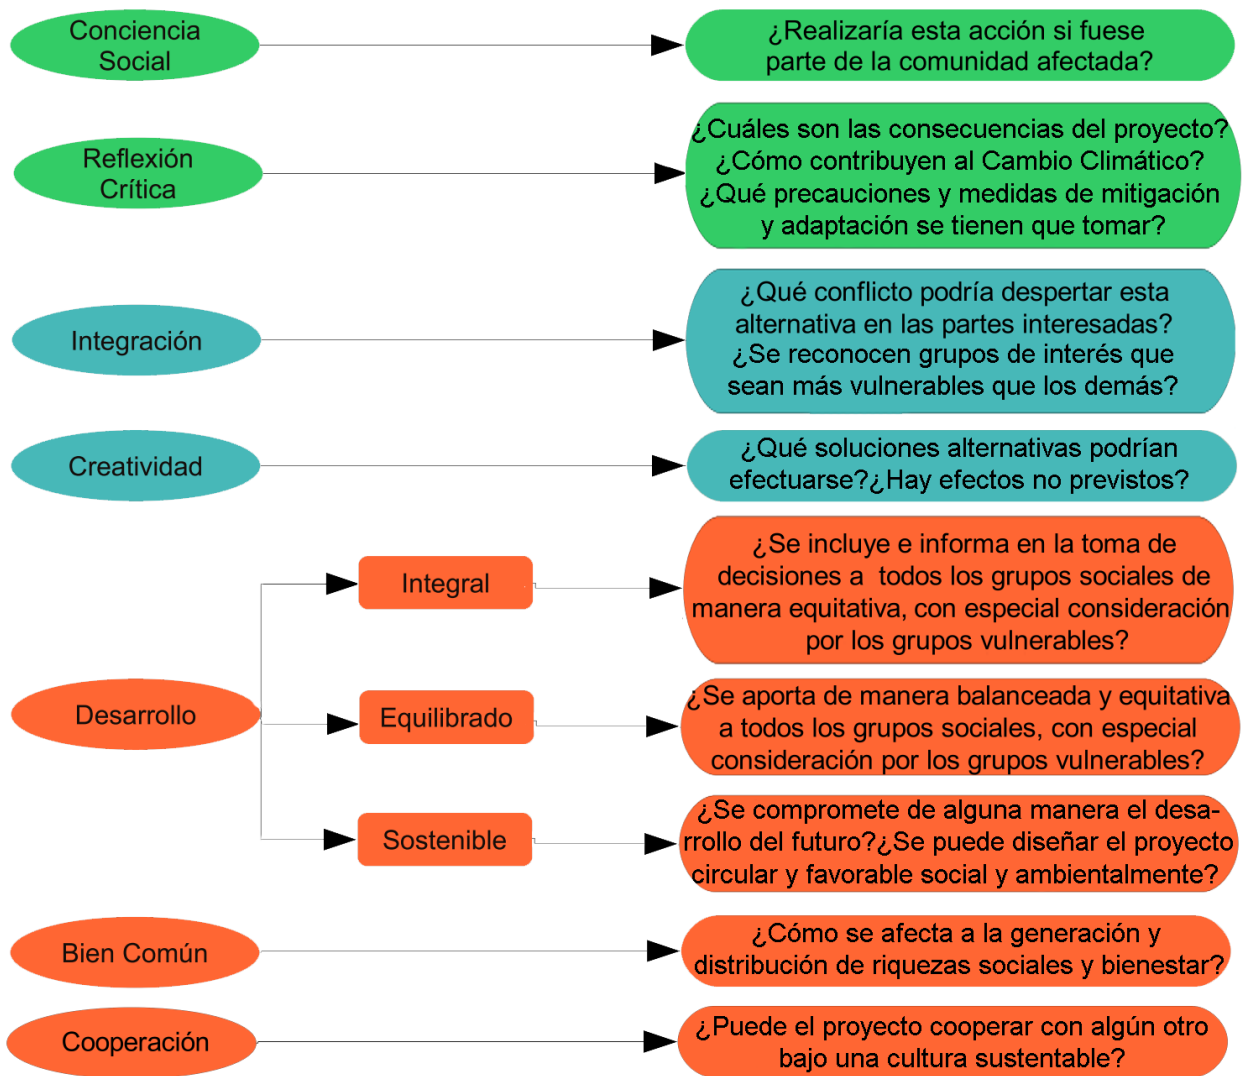 Conciencia
Social
¿Realizaría esta acción si fuese
parte de la comunidad afectada?
Reflexión
Crítica
¿Cuáles son las consecuencias del proyecto?
¿Cómo contribuyen al Cambio Climático?
¿Qué precauciones y medidas de mitigación
y adaptación se tienen que tomar?
Integración
¿Qué conflicto podría despertar esta
alternativa en las partes interesadas?
¿Se reconocen grupos de interés que
sean más vulnerables que los demás?
Creatividad
¿Qué soluciones alternativas podrían
efectuarse?¿Hay efectos no previstos?
Desarrollo
Integral
¿Se incluye e informa en la toma de
decisiones a todos los grupos sociales de
manera equitativa, con especial consideración
por los grupos vulnerables?
Equilibrado
¿Se aporta de manera balanceada y equitativa
a todos los grupos sociales, con especial
consideración por los grupos vulnerables?
Sostenible
¿Se compromete de alguna manera el desa-
rrollo del futuro?¿Se puede diseñar el proyecto
circular y favorable social y ambientalmente?
Bien Común
¿Cómo se afecta a la generación y
distribución de riquezas sociales y bienestar?
Cooperación
¿Puede el proyecto cooperar con algún otro
bajo una cultura sustentable?